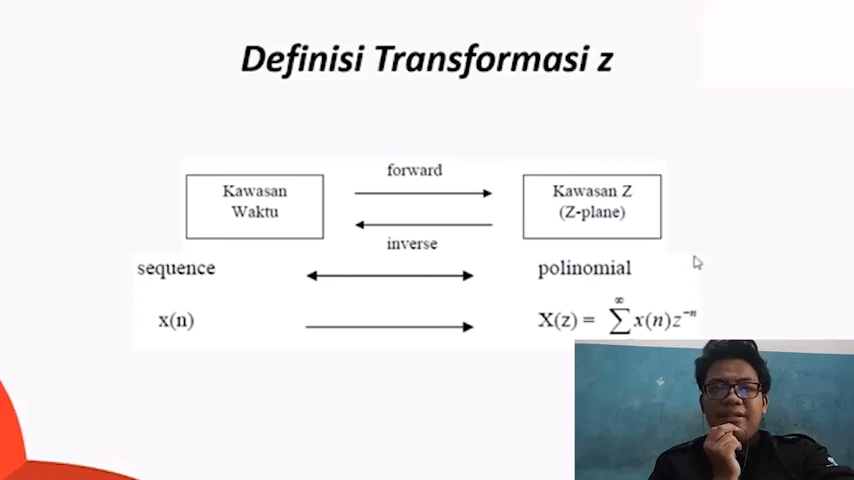 Definisi Transformasi z
forward
Kawasan
Waktu
Kawasan Z
(Z-plane)
inverse
sequence
polinomial
x(n)
X(z) = ∞ ∑ x(n)z⁻ⁿ